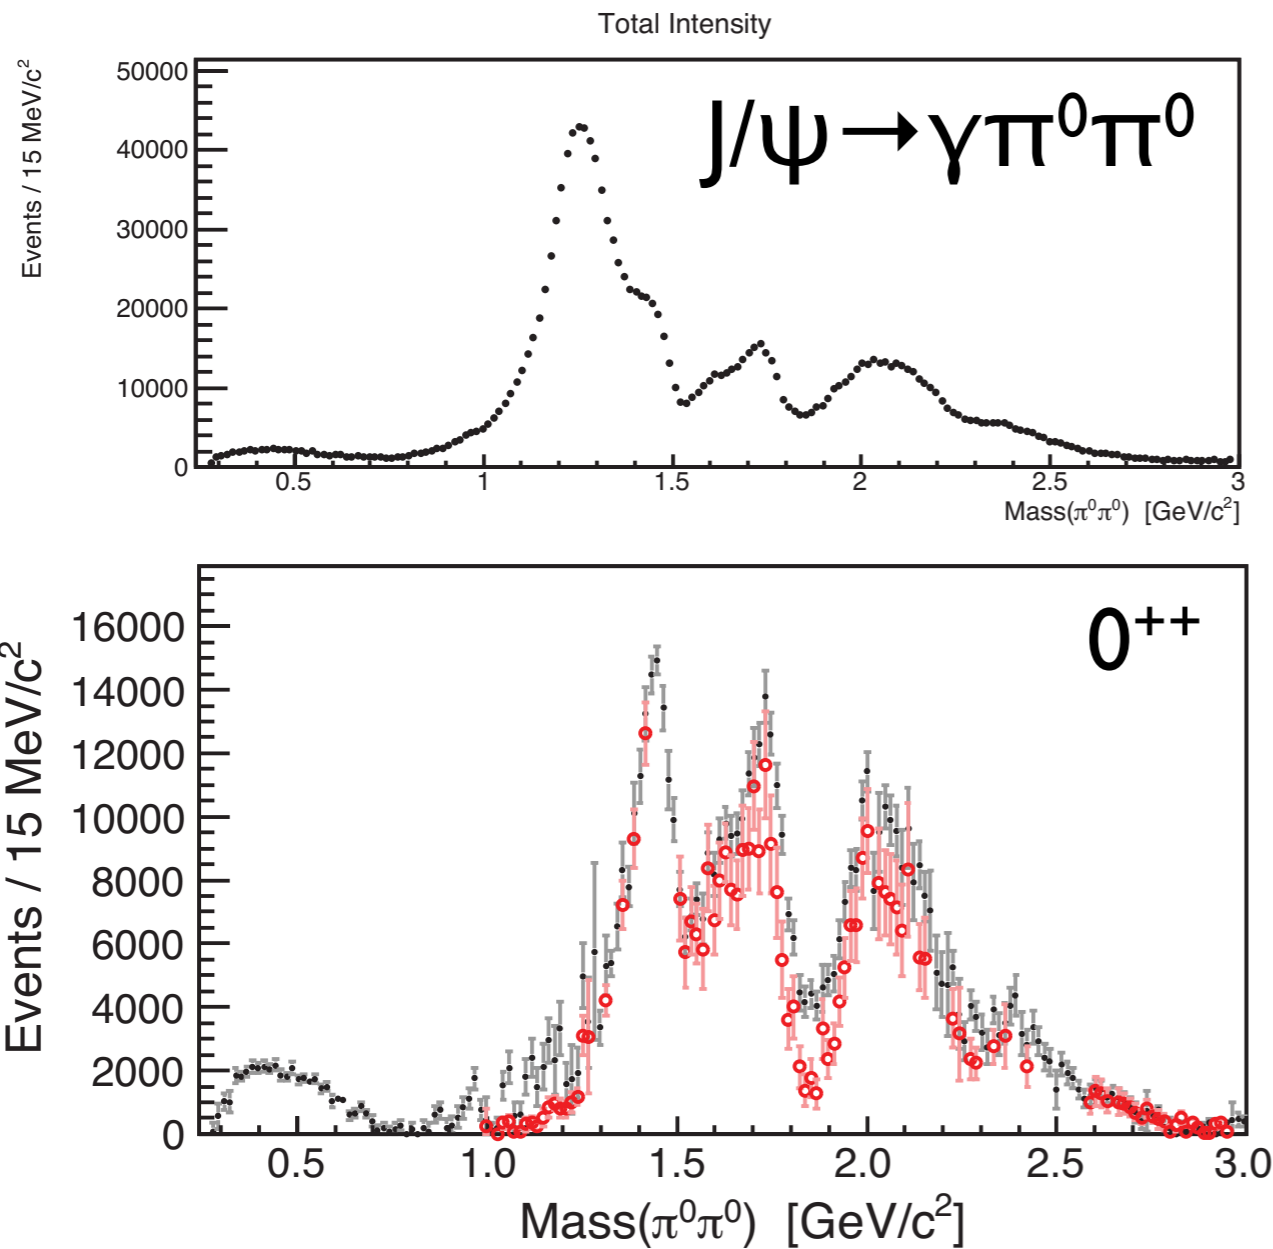 Total Intensity
Events / 15 MeV/c²
50000
40000
30000
20000
10000
0
J/ψ→γπ⁰π⁰
0.5 1 1.5 2 2.5 3
Mass(π⁰π⁰) [GeV/c²]
Events / 15 MeV/c²
16000
14000
12000
10000
8000
6000
4000
2000
0
0⁺⁺
0.5 1.0 1.5 2.0 2.5 3.0
Mass(π⁰π⁰) [GeV/c²]